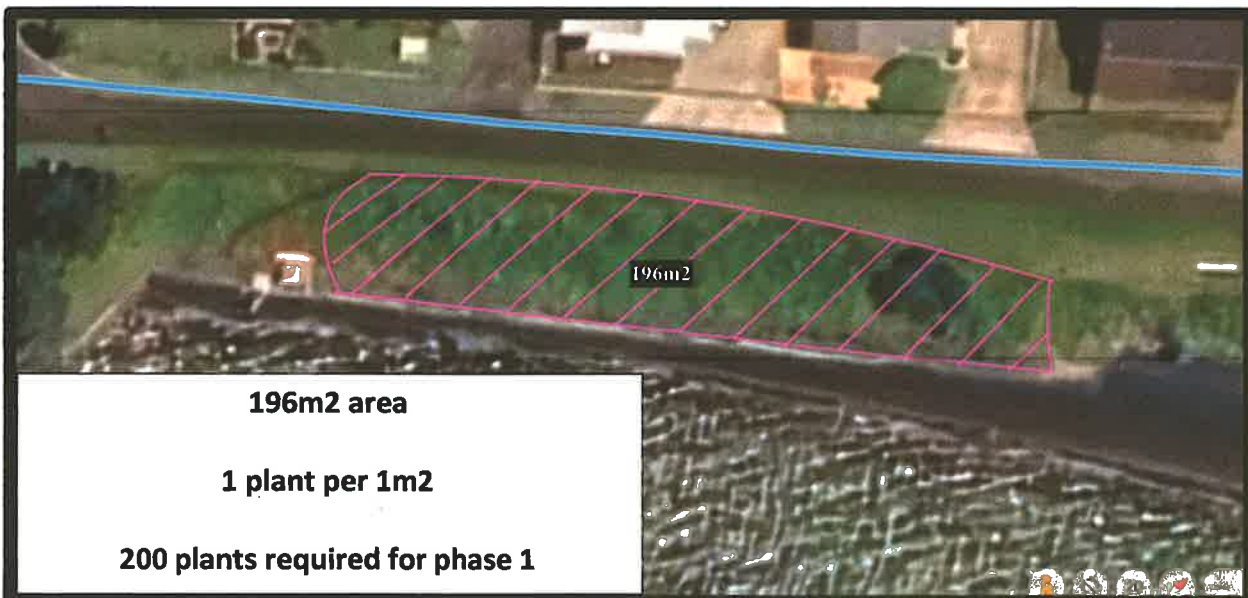 196m2
196m2 area
1 plant per 1m2
200 plants required for phase 1